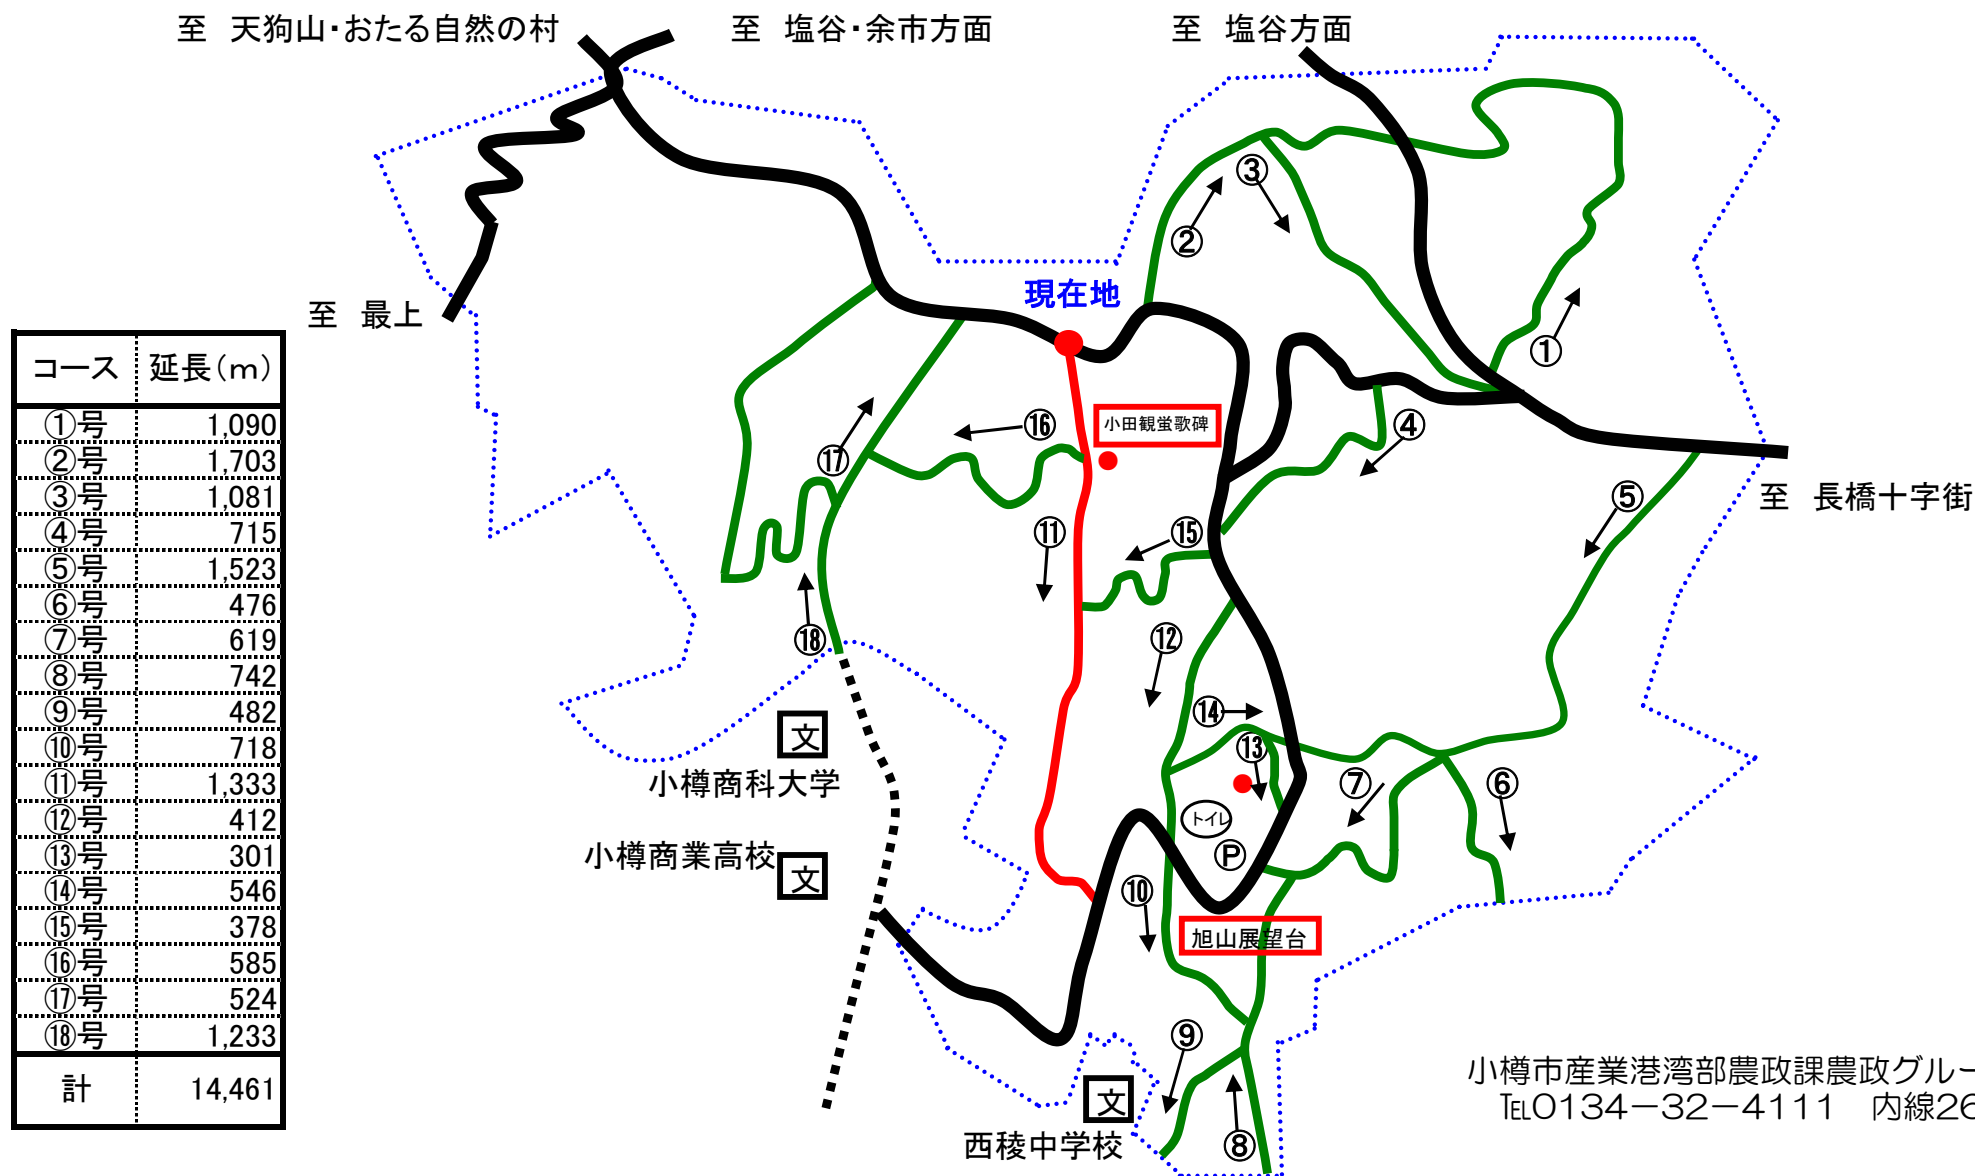 至　天狗山・おたる自然の村
至　塩谷・余市方面
至　塩谷方面
至　最上
現在地
至　長橋十字街
小田観蛍歌碑
①
②
③
④
⑤
⑥
⑦
⑧
⑨
⑩
⑪
⑫
⑬
⑭
⑮
⑯
⑰
⑱
トイレ
P
旭山展望台
文
小樽商科大学
小樽商業高校
文
文
西稜中学校
コース 延長(m)
①号 1,090
②号 1,703
③号 1,081
④号 715
⑤号 1,523
⑥号 476
⑦号 619
⑧号 742
⑨号 482
⑩号 718
⑪号 1,333
⑫号 412
⑬号 301
⑭号 546
⑮号 378
⑯号 585
⑰号 524
⑱号 1,233
計 14,461
小樽市産業港湾部農政課農政グルー
℡0134－32－4111　内線26